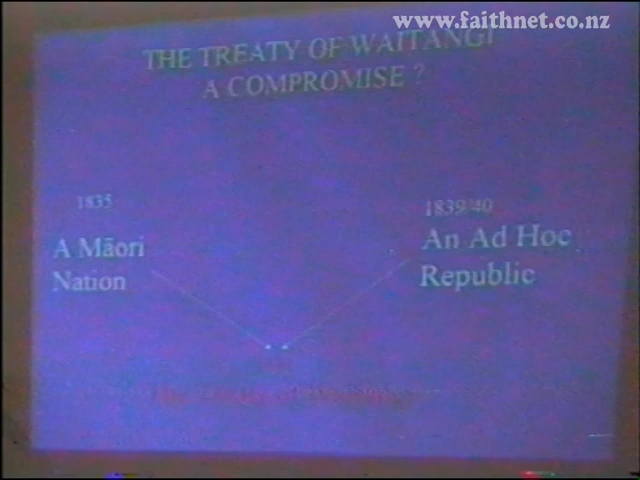 www.faithnet.co.nz
THE TREATY OF WAITANGI
A COMPROMISE ?
1835
1839/40
A Māori
Nation
An Ad Hoc
Republic